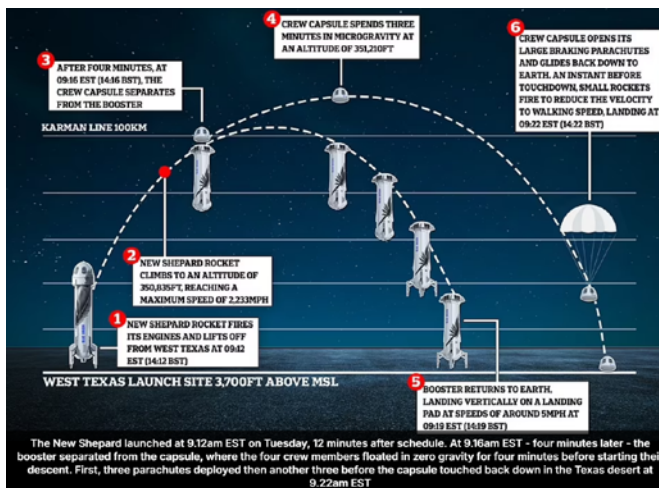 4
CREW CAPSULE SPENDS THREE
MINUTES IN MICROGRAVITY AT
AN ALTITUDE OF 351,210FT
6
CREW CAPSULE OPENS ITS
LARGE BRAKING PARACHUTES
AND GLIDES BACK DOWN TO
EARTH. AN INSTANT BEFORE
TOUCHDOWN, SMALL ROCKETS
FIRE TO REDUCE THE VELOCITY
TO WALKING SPEED, LANDING AT
09:22 EST (14:22 BST)
3
AFTER FOUR MINUTES, AT
09:16 EST (14:16 BST), THE
CREW CAPSULE SEPARATES
FROM THE BOOSTER
KARMAN LINE 100KM
2
NEW SHEPARD ROCKET
CLIMBS TO AN ALTITUDE OF
350,835FT, REACHING A
MAXIMUM SPEED OF 2,233MPH
1
NEW SHEPARD ROCKET FIRES
ITS ENGINES AND LIFTS OFF
FROM WEST TEXAS AT 09:12
EST (14:12 BST)
WEST TEXAS LAUNCH SITE 3,700FT ABOVE MSL
5
BOOSTER RETURNS TO EARTH,
LANDING VERTICALLY ON A LANDING
PAD AT SPEEDS OF AROUND 5MPH AT
09:19 EST (14:19 BST)
The New Shepard launched at 9.12am EST on Tuesday, 12 minutes after schedule. At 9.16am EST - four minutes later - the
booster separated from the capsule, where the four crew members floated in zero gravity for four minutes before starting their
descent. First, three parachutes deployed then another three before the capsule touched back down in the Texas desert at
9.22am EST